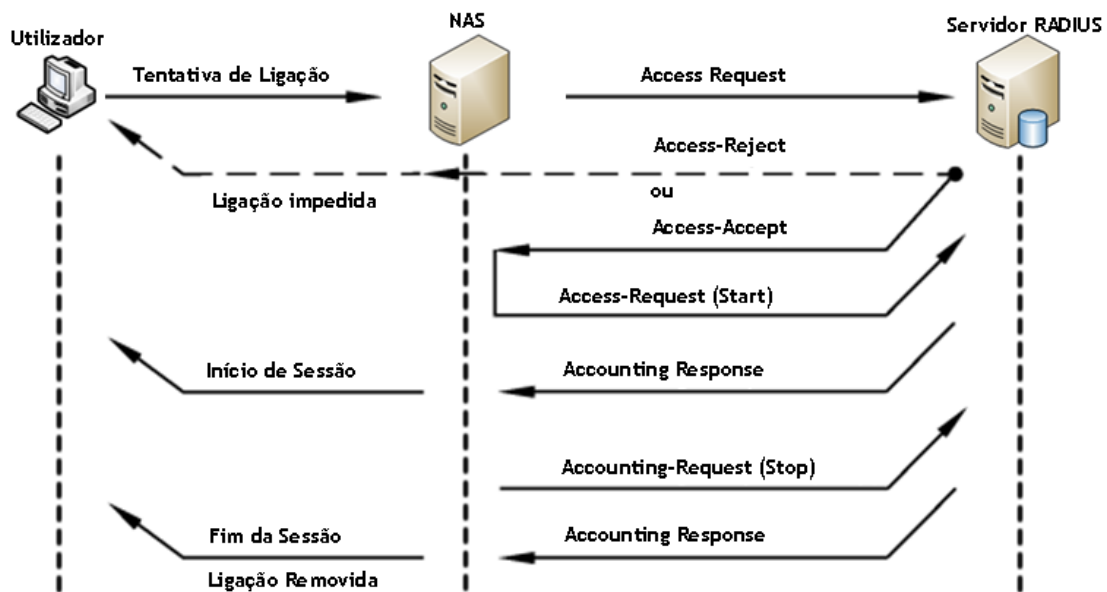 NAS
Utilizador
Servidor RADIUS
Tentativa de Ligação
Access Request
Access-Reject
Ligação impedida
ou
Access-Accept
Access-Request (Start)
Início de Sessão
Accounting Response
Accounting-Request (Stop)
Fim da Sessão
Accounting Response
Ligação Removida